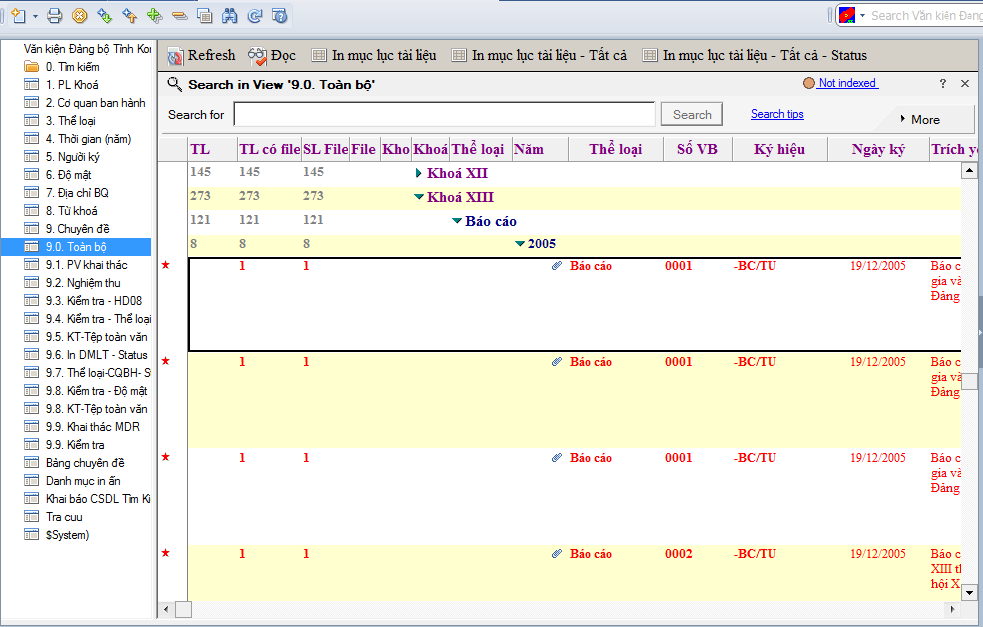 Search Văn kiện Đảng
Văn kiện Đảng bộ Tỉnh Kon
0. Tìm kiếm
1. PL Khoá
2. Cơ quan ban hành
3. Thể loại
4. Thời gian (năm)
5. Người ký
6. Độ mật
7. Địa chỉ BQ
8. Từ khoá
9. Chuyên đề
9.0. Toàn bộ
9.1. PV khai thác
9.2. Nghiệm thu
9.3. Kiểm tra - HD08
9.4. Kiểm tra - Thể loại
9.5. KT-Tệp toàn văn
9.6. In DMLT - Status
9.7. Thể loại-CQBH- S
9.8. Kiểm tra - Độ mật
9.8. KT-Tệp toàn văn
9.9. Khai thác MDR
9.9. Kiểm tra
Bảng chuyên đề
Danh mục in ấn
Khai báo CSDL Tìm Ki
Tra cuu
$System)
Refresh Đọc In mục lục tài liệu In mục lục tài liệu - Tất cả In mục lục tài liệu - Tất cả - Status
Search in View '9.0. Toàn bộ' Not indexed ? ×
Search for Search Search tips More
TL TL có file SL File File Kho Khoá Thể loại Năm Thể loại Số VB Ký hiệu Ngày ký Trích y
145 145 145 Khoá XII
273 273 273 Khoá XIII
121 121 121 Báo cáo
8 8 8 2005
1 1 Báo cáo 0001 -BC/TU 19/12/2005 Báo c
gia và
Đảng
1 1 Báo cáo 0001 -BC/TU 19/12/2005 Báo c
gia và
Đảng
1 1 Báo cáo 0001 -BC/TU 19/12/2005 Báo c
gia và
Đảng
1 1 Báo cáo 0002 -BC/TU 19/12/2005 Báo c
XIII th
hội X